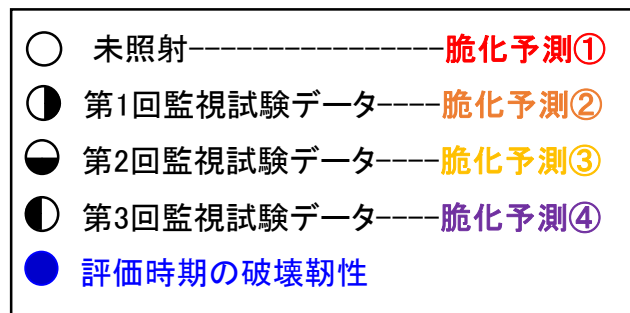 ○ 未照射----------------脆化予測①
◑ 第1回監視試験データ----脆化予測②
◒ 第2回監視試験データ----脆化予測③
◐ 第3回監視試験データ----脆化予測④
● 評価時期の破壊靭性